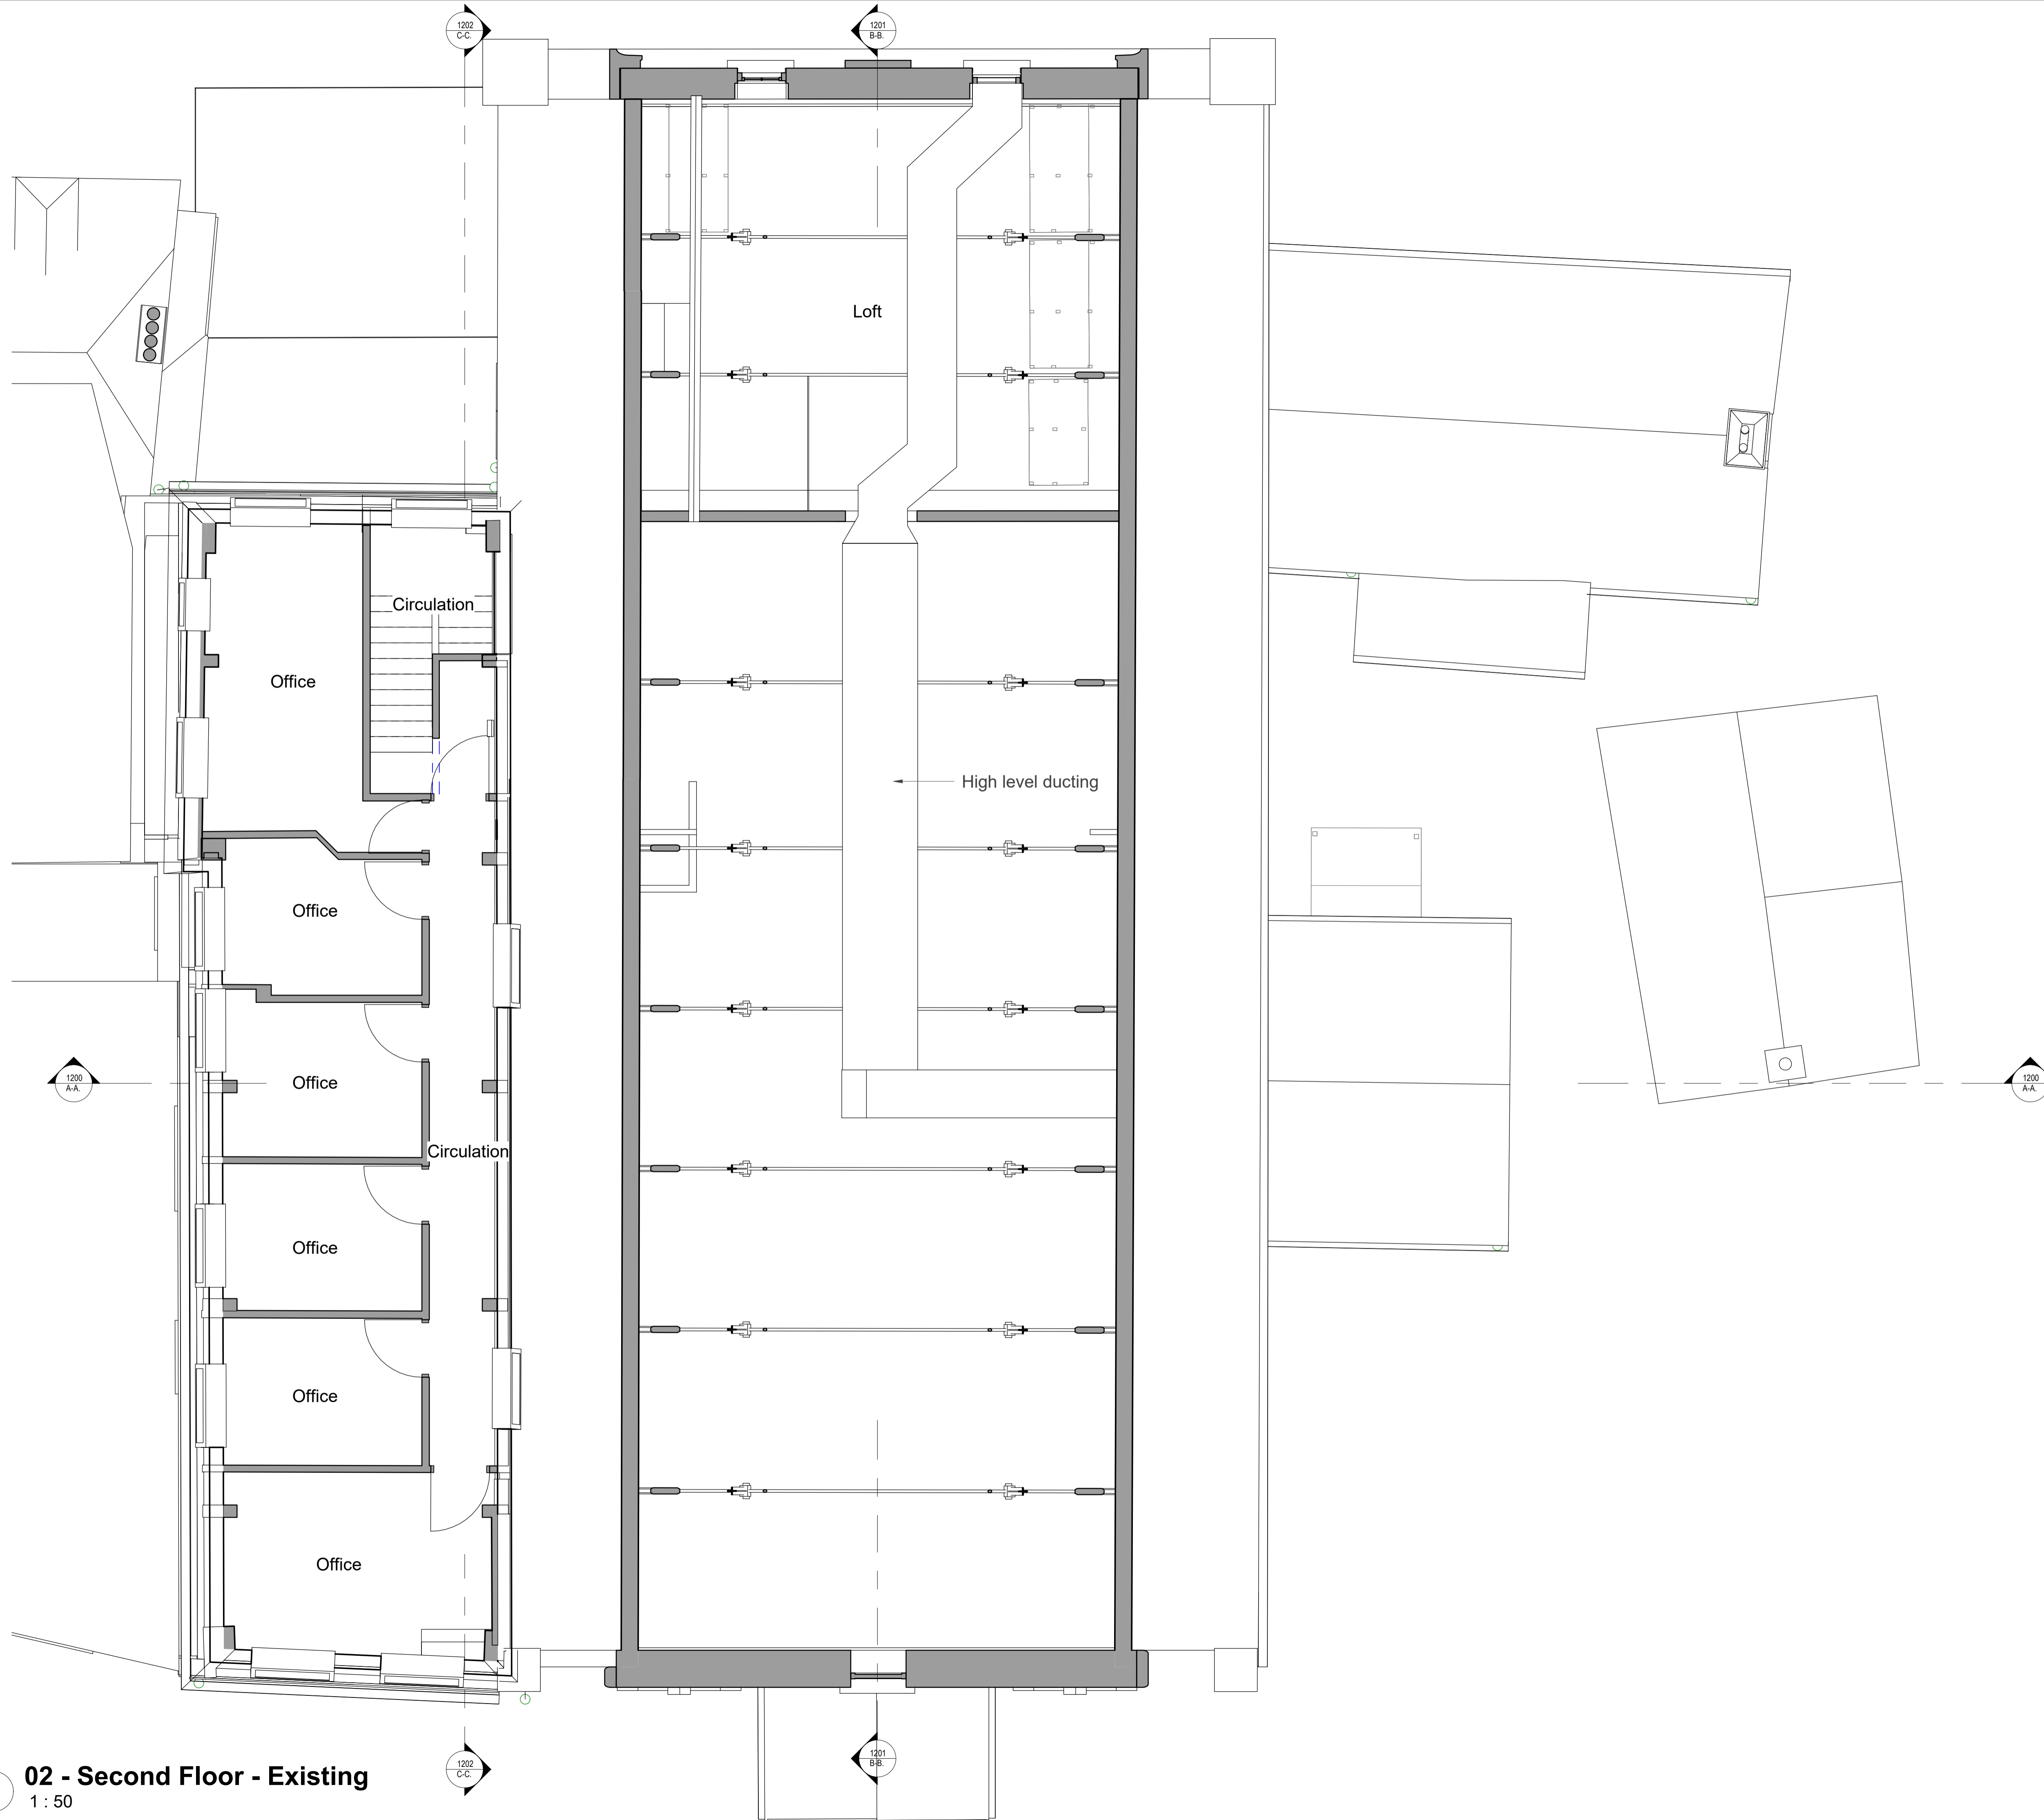 1202
C-C.
1201
B-B.
Loft
Circulation
Office
High level ducting
Office
1200
A-A.
Office
1200
A-A.
Circulation
Office
Office
Office
1202
C-C.
1201
B-B.
02 - Second Floor - Existing
1 : 50